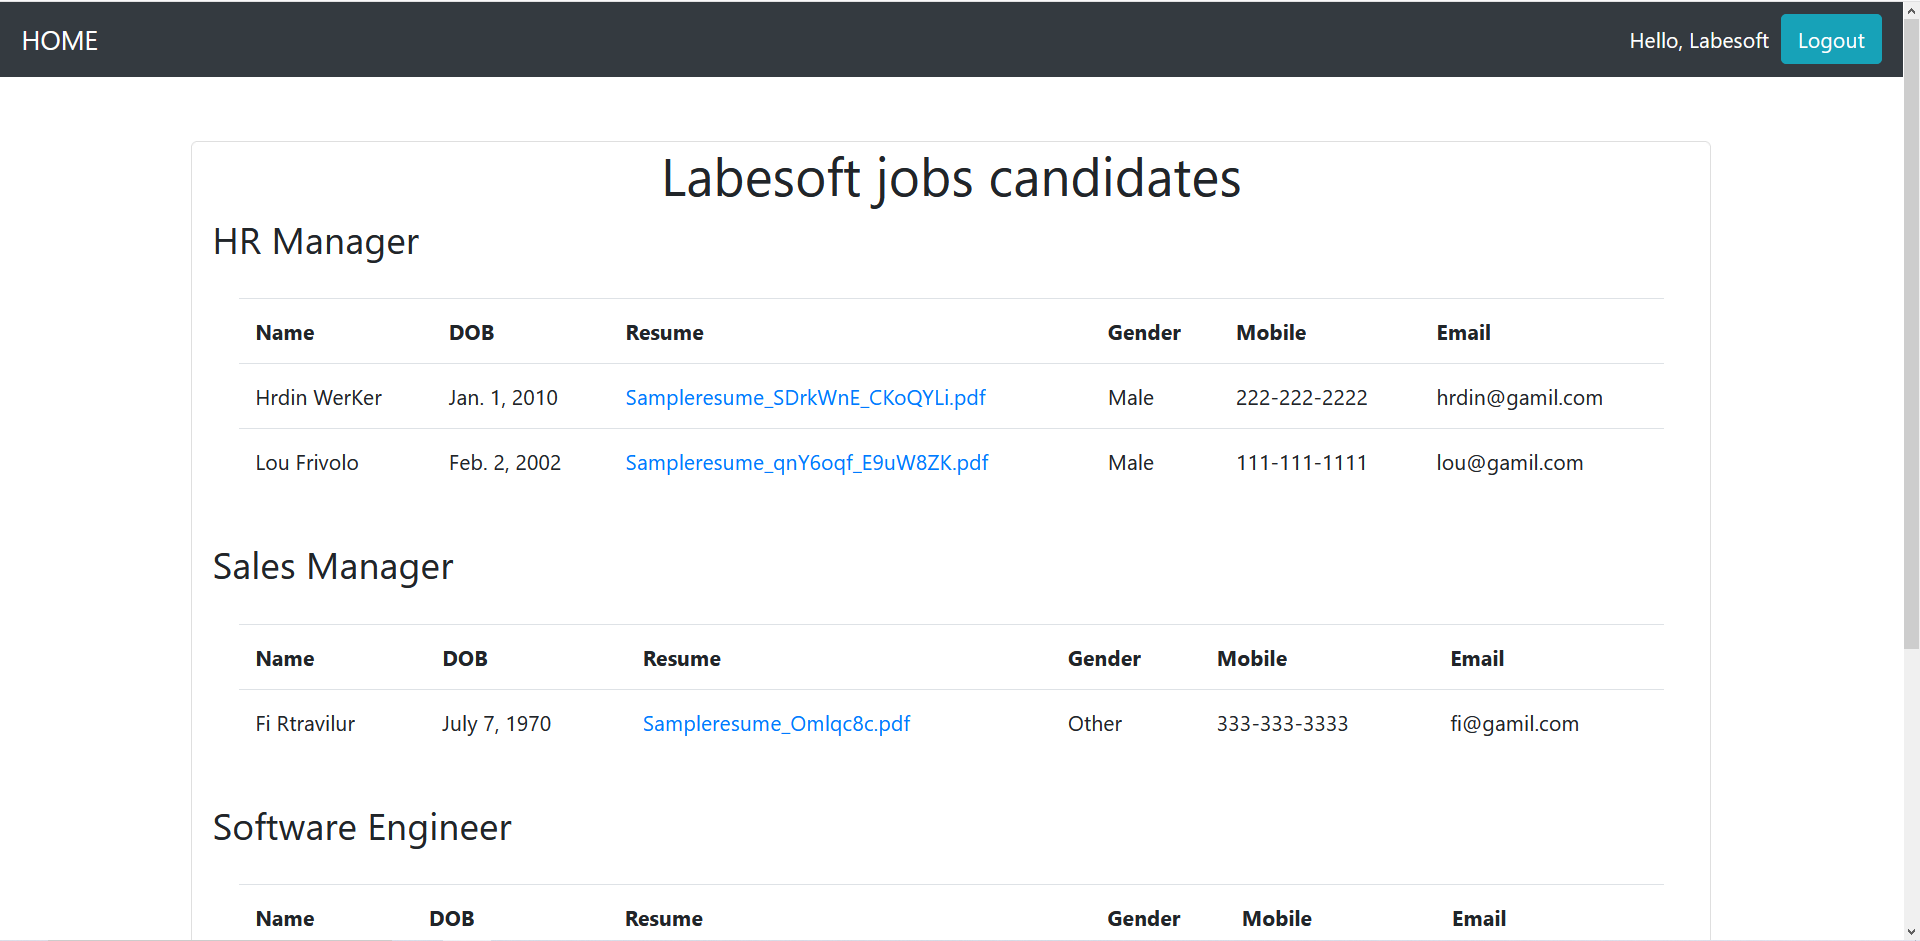 HOME Hello, Labesoft Logout
Labesoft jobs candidates
HR Manager
Name DOB Resume Gender Mobile Email
Hrdin WerKer Jan. 1, 2010 Sampleresume_SDrkWnE_CKoQYLi.pdf Male 222-222-2222 hrdin@gamil.com
Lou Frivolo Feb. 2, 2002 Sampleresume_qnY6oqf_E9uW8ZK.pdf Male 111-111-1111 lou@gamil.com
Sales Manager
Name DOB Resume Gender Mobile Email
Fi Rtravilur July 7, 1970 Sampleresume_Omlqc8c.pdf Other 333-333-3333 fi@gamil.com
Software Engineer
Name DOB Resume Gender Mobile Email